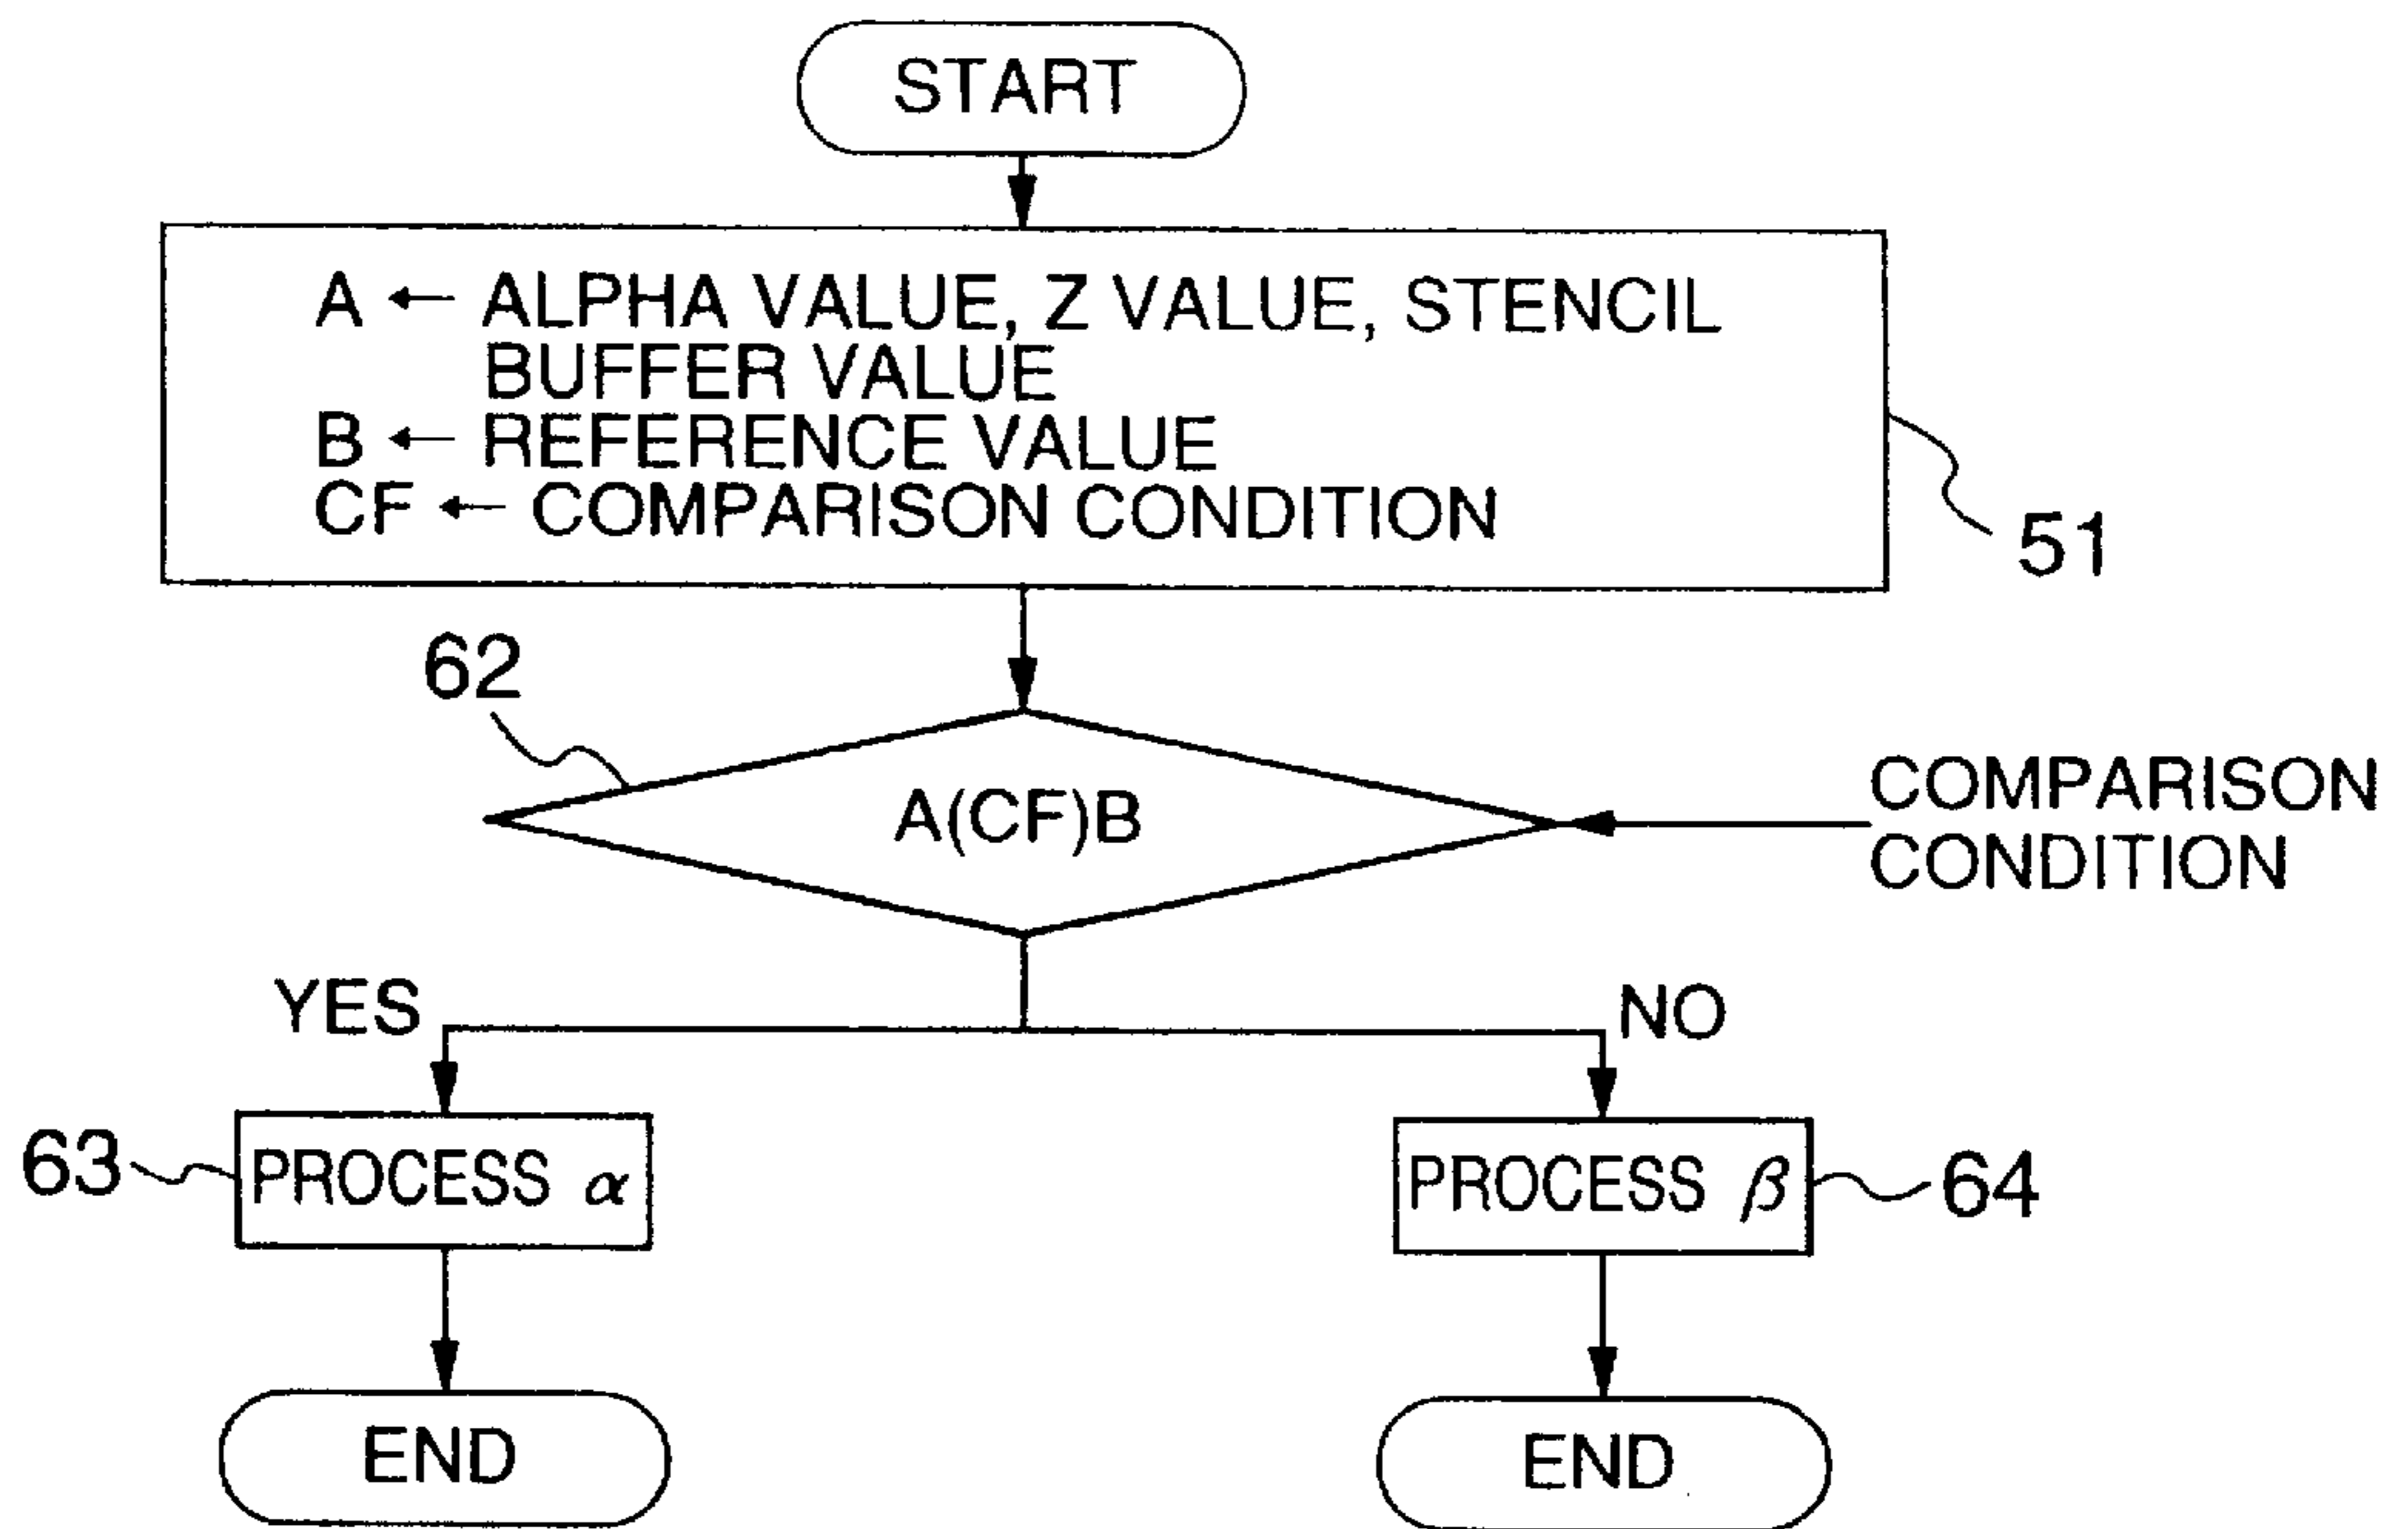 START
A ← ALPHA VALUE, Z VALUE, STENCIL
BUFFER VALUE
B ← REFERENCE VALUE
CF ← COMPARISON CONDITION
51
62
A(CF)B
COMPARISON
CONDITION
YES
NO
63
PROCESS α
PROCESS β
64
END
END